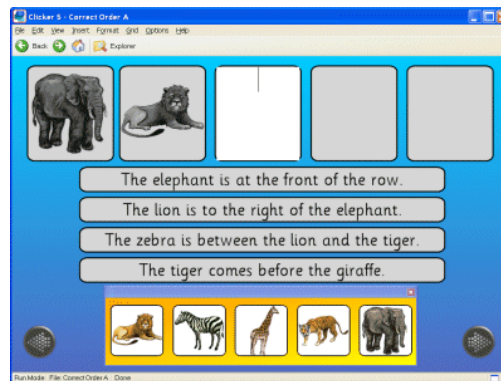 Clicker 5 - Correct Order A
File Edit View Insert Format Grid Options Help
Back Explorer
The elephant is at the front of the row.
The lion is to the right of the elephant.
The zebra is between the lion and the tiger.
The tiger comes before the giraffe.
Run Mode File: Correct Order A Done